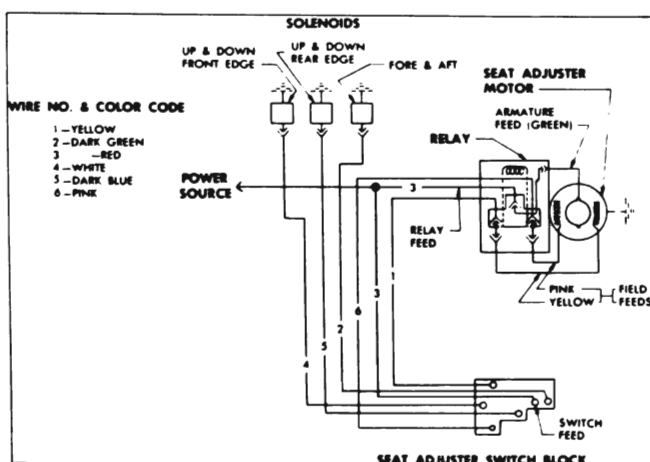 SOLENOIDS
UP & DOWN
FRONT EDGE
UP & DOWN
REAR EDGE
FORE & AFT
SEAT ADJUSTER
MOTOR
WIRE NO. & COLOR CODE
1 -YELLOW
2 -DARK GREEN
3 -RED
4 -WHITE
5 -DARK BLUE
6 -PINK
ARMATURE
FEED (GREEN)
RELAY
POWER
SOURCE
3
RELAY
FEED
PINK
YELLOW
FIELD
FEEDS
1
6
3
2
5
4
SWITCH
FEED
SEAT ADJUSTER SWITCH BLOCK